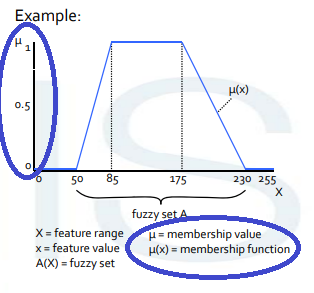 Example:
μ
1
μ(x)
0.5
0
0 50 85 175 230 255
X
fuzzy set A
X = feature range
x = feature value
A(X) = fuzzy set
μ = membership value
μ(x) = membership function